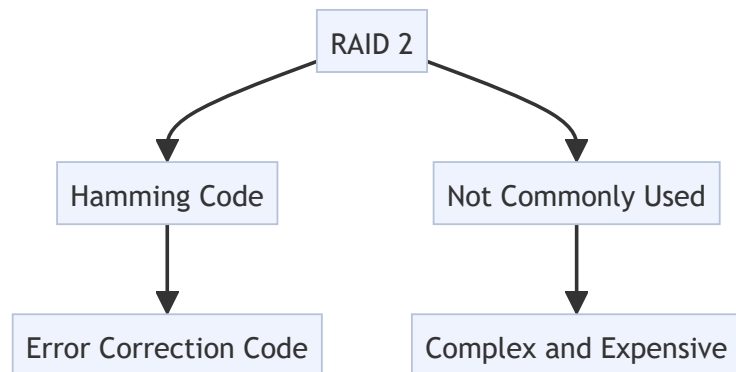 RAID 2
Hamming Code
Not Commonly Used
Error Correction Code
Complex and Expensive